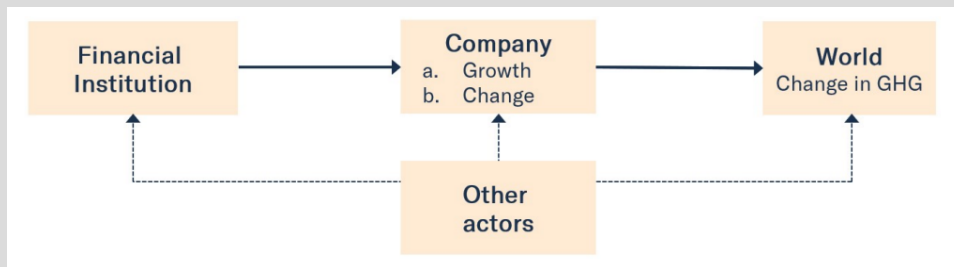 Financial
Institution
Company
a. Growth
b. Change
World
Change in GHG
Other
actors